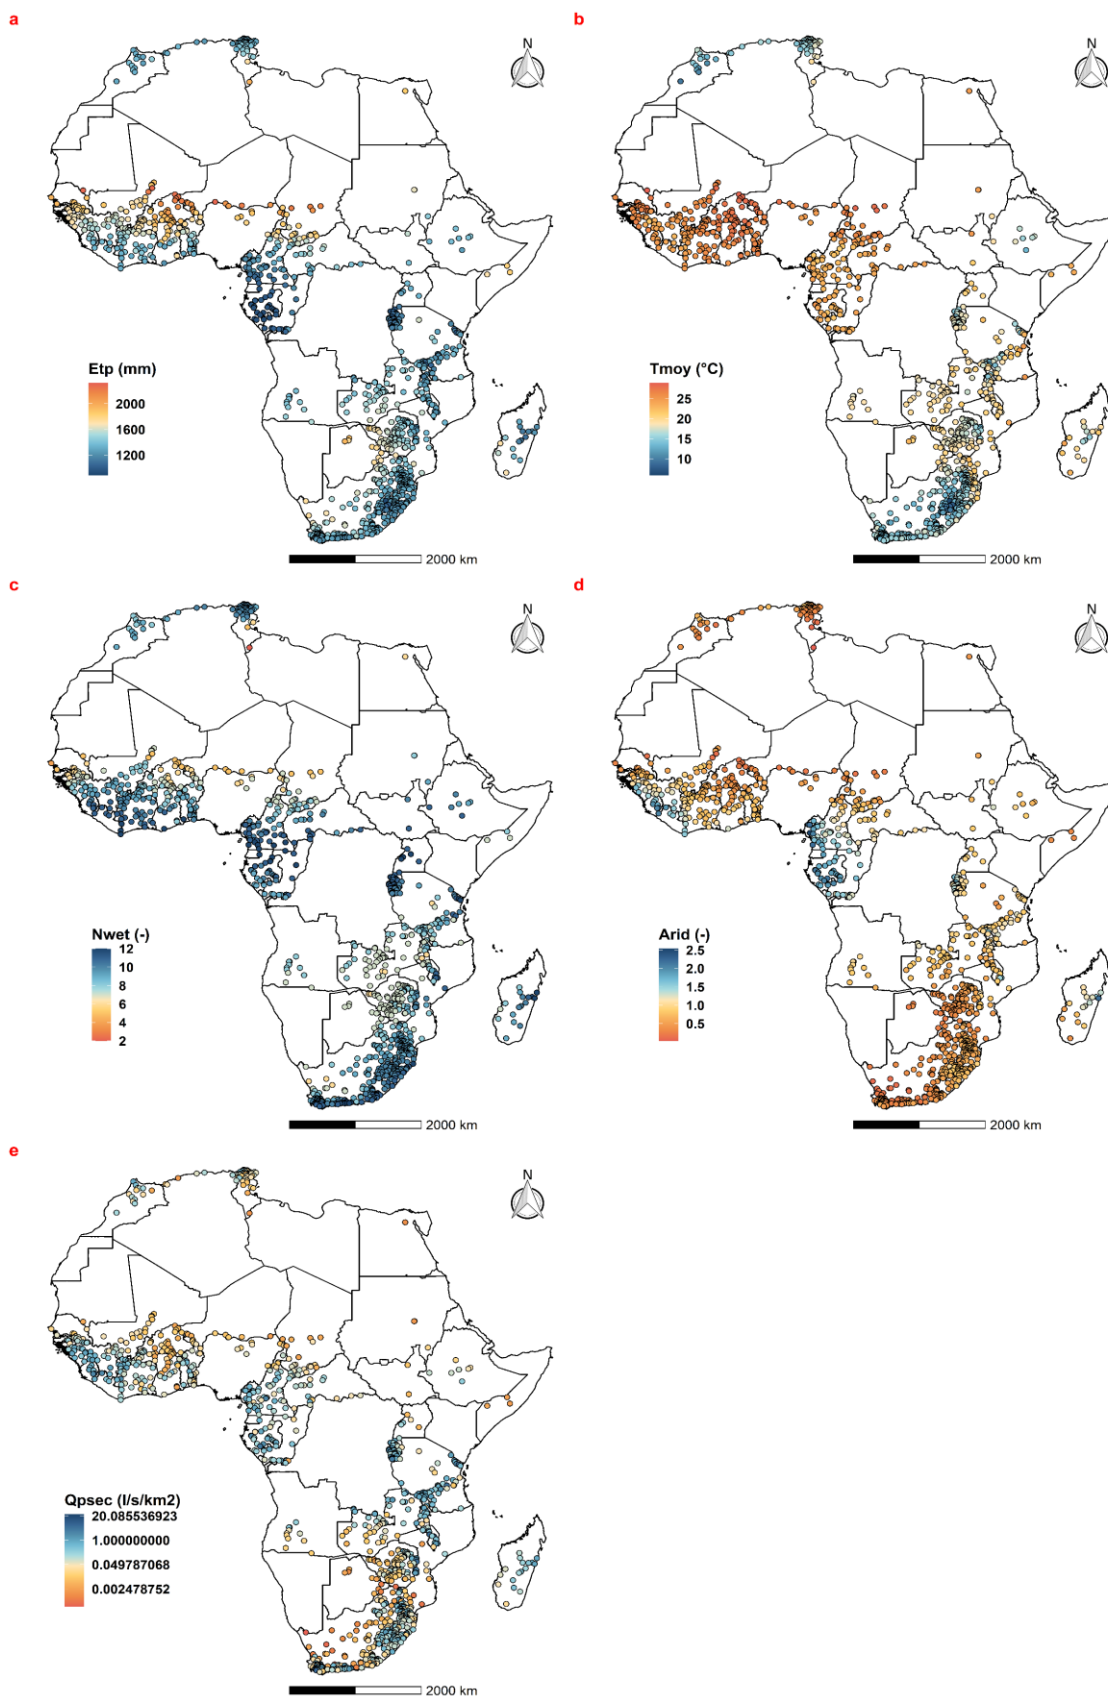 a
b
N
N
Etp (mm)
2000
1600
1200
Tmoy (°C)
25
20
15
10
2000 km
2000 km
c
d
N
N
Nwet (-)
12
10
8
6
4
2
Arid (-)
2.5
2.0
1.5
1.0
0.5
2000 km
2000 km
e
N
Qpsec (l/s/km2)
20.085536923
1.000000000
0.049787068
0.002478752
2000 km